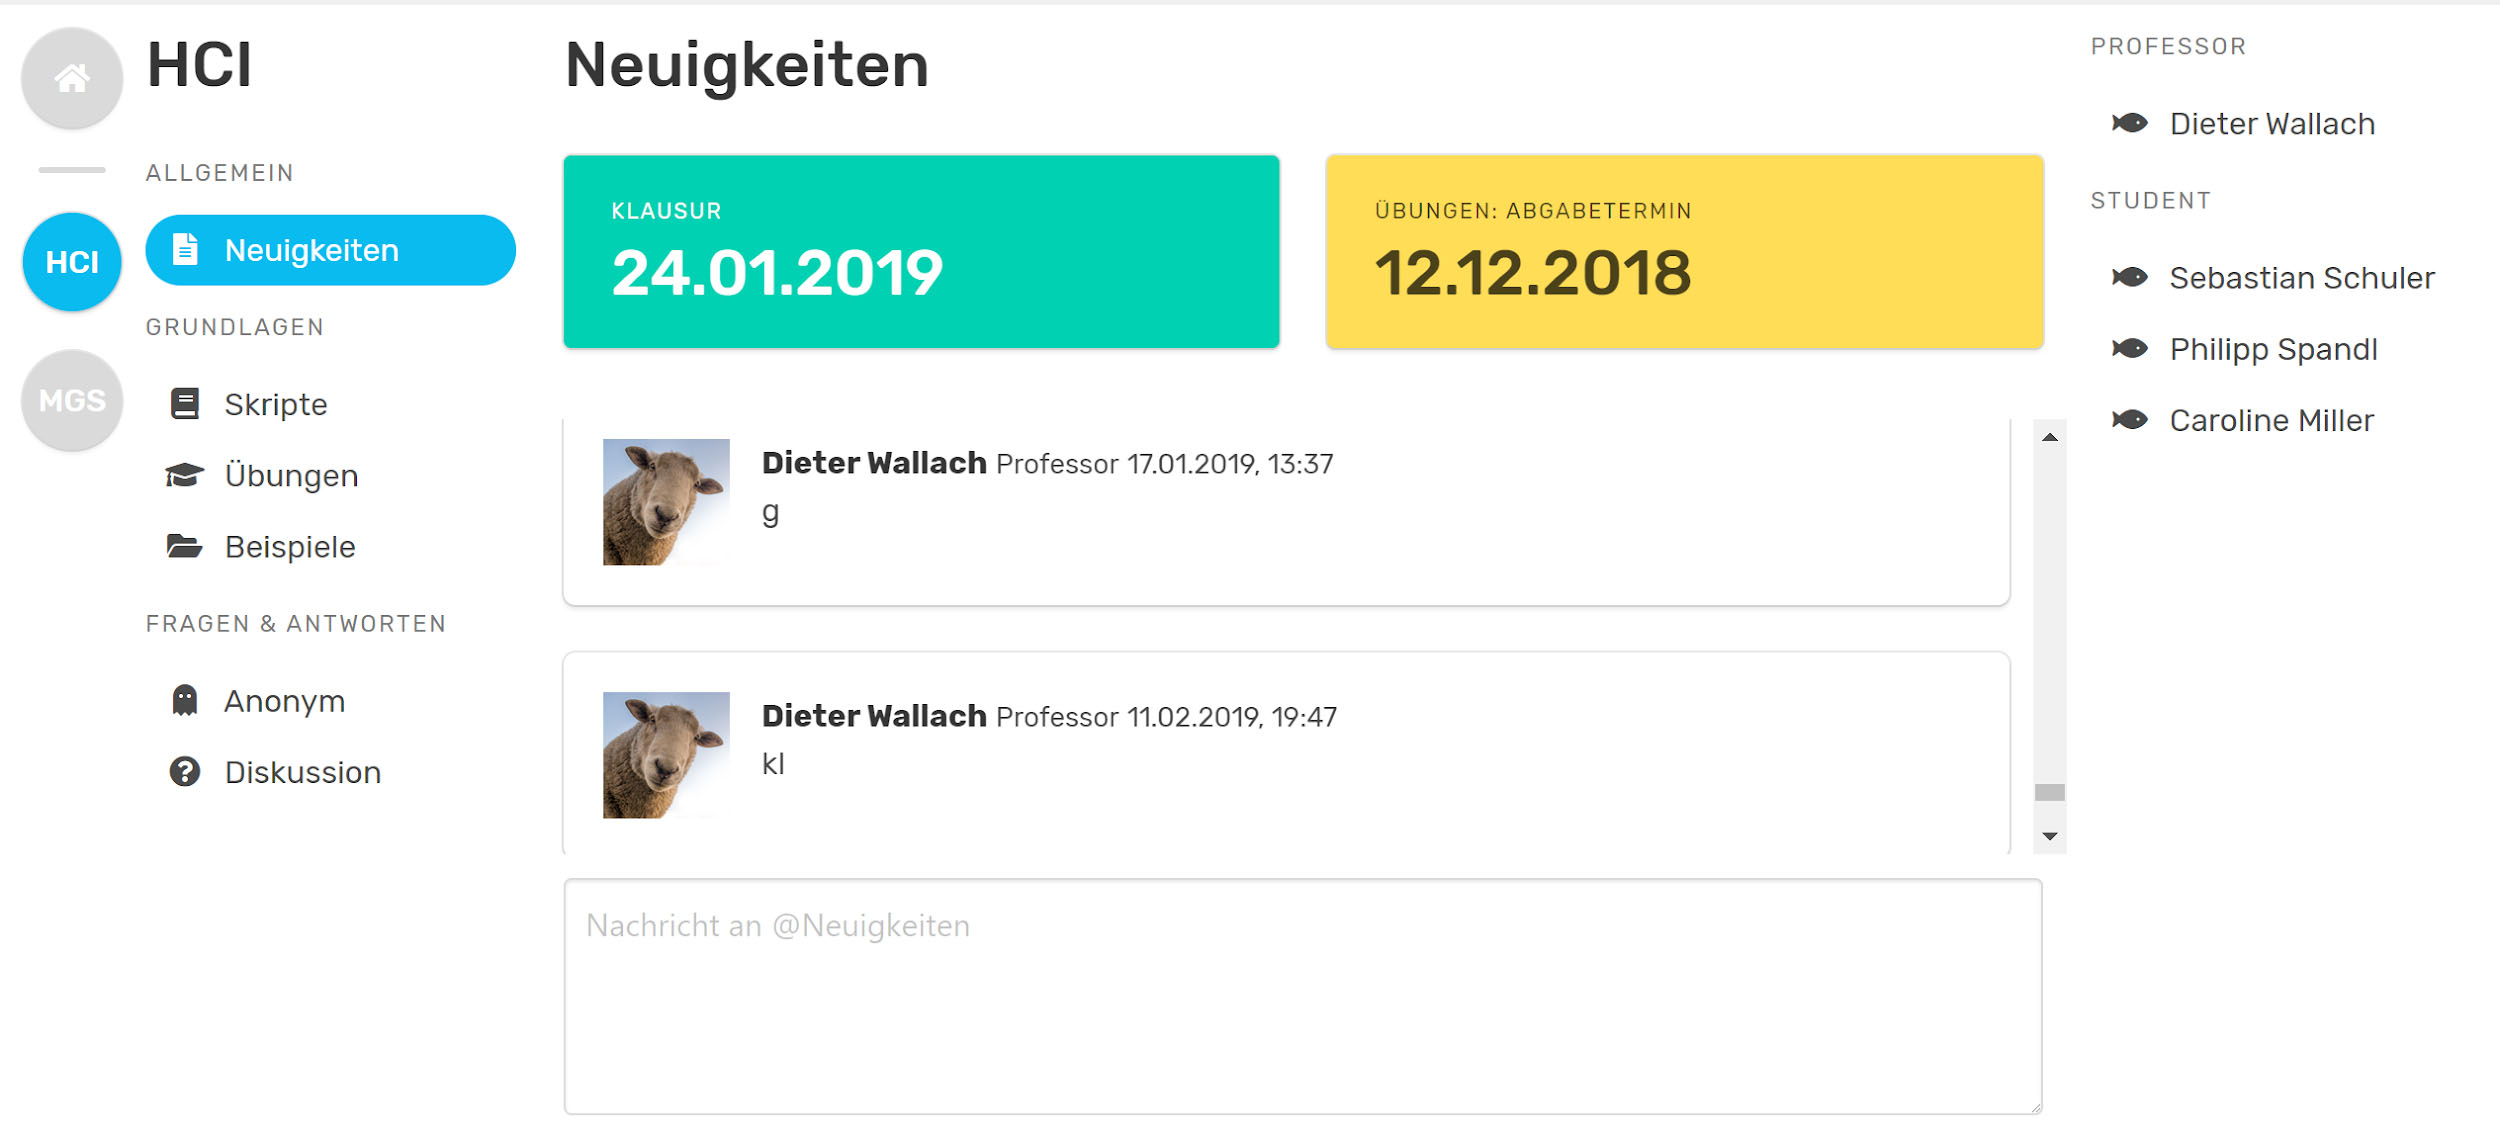 HCI
MGS
HCI
ALLGEMEIN
Neuigkeiten
GRUNDLAGEN
Skripte
Übungen
Beispiele
FRAGEN & ANTWORTEN
Anonym
Diskussion
Neuigkeiten
KLAUSUR
24.01.2019
ÜBUNGEN: ABGABETERMIN
12.12.2018
Dieter Wallach Professor 17.01.2019, 13:37
g
Dieter Wallach Professor 11.02.2019, 19:47
kl
Nachricht an @Neuigkeiten
PROFESSOR
Dieter Wallach
STUDENT
Sebastian Schuler
Philipp Spandl
Caroline Miller